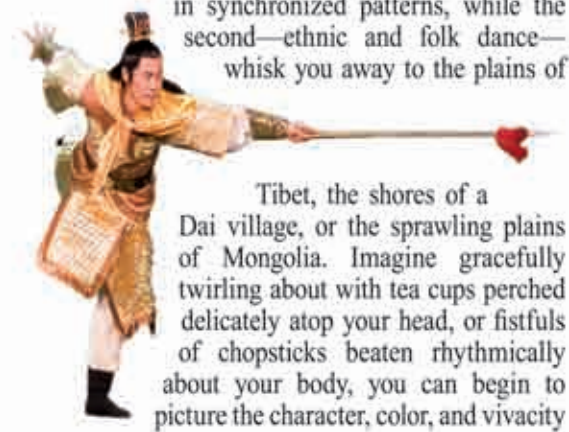 in synchronized patterns, while the
second—ethnic and folk dance—
whisk you away to the plains of
Tibet, the shores of a
Dai village, or the sprawling plains
of Mongolia. Imagine gracefully
twirling about with tea cups perched
delicately atop your head, or fistfuls
of chopsticks beaten rhythmically
about your body, you can begin to
picture the character, color, and vivacity